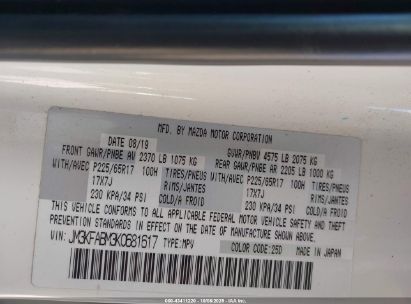 MFD. BY MAZDA MOTOR CORPORATION
DATE 08/19 GVWR/PNBV 4575 LB 2075 KG
FRONT GAWR/PNBE AV 2370 LB 1075 KG REAR GAWR/PNBE AR 2205 LB 1000 KG
WITH/AVEC P225/65R17 100H TIRES/PNEUS WITH/AVEC P225/65R17 100H TIRES/PNEUS
17X7J RIMS/JANTES 17X7J RIMS/JANTES
230 KPA/34 PSI COLD/A FROID 230 KPA/34 PSI COLD/A FROID
THIS VEHICLE CONFORMS TO ALL APPLICABLE FEDERAL MOTOR VEHICLE SAFETY AND THEFT
PREVENTION STANDARDS IN EFFECT ON THE DATE OF MANUFACTURE SHOWN ABOVE.
VIN: JM3KFABM3K0681617 TYPE:MPV COLOR CODE:25D MADE IN JAPAN